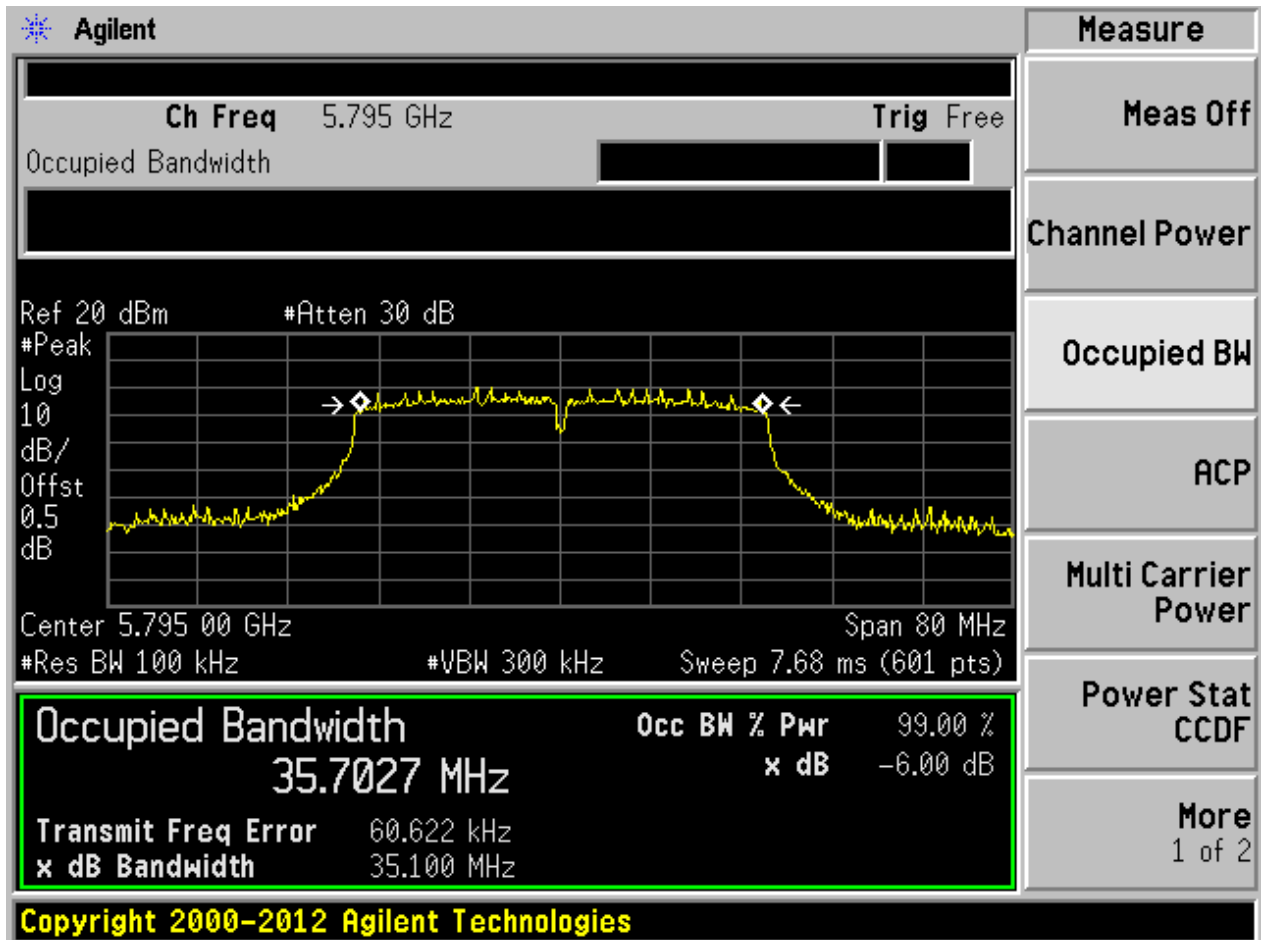 Agilent
Measure
Ch Freq 5.795 GHz Trig Free
Occupied Bandwidth
Meas Off
Channel Power
Occupied BW
ACP
Multi Carrier
Power
Power Stat
CCDF
More
1 of 2
Ref 20 dBm #Atten 30 dB
#Peak
Log
10
dB/
Offst
0.5
dB
Center 5.795 00 GHz Span 80 MHz
#Res BW 100 kHz #VBW 300 kHz Sweep 7.68 ms (601 pts)
Occupied Bandwidth Occ BW % Pwr 99.00 %
35.7027 MHz x dB -6.00 dB
Transmit Freq Error 60.622 kHz
x dB Bandwidth 35.100 MHz
Copyright 2000-2012 Agilent Technologies